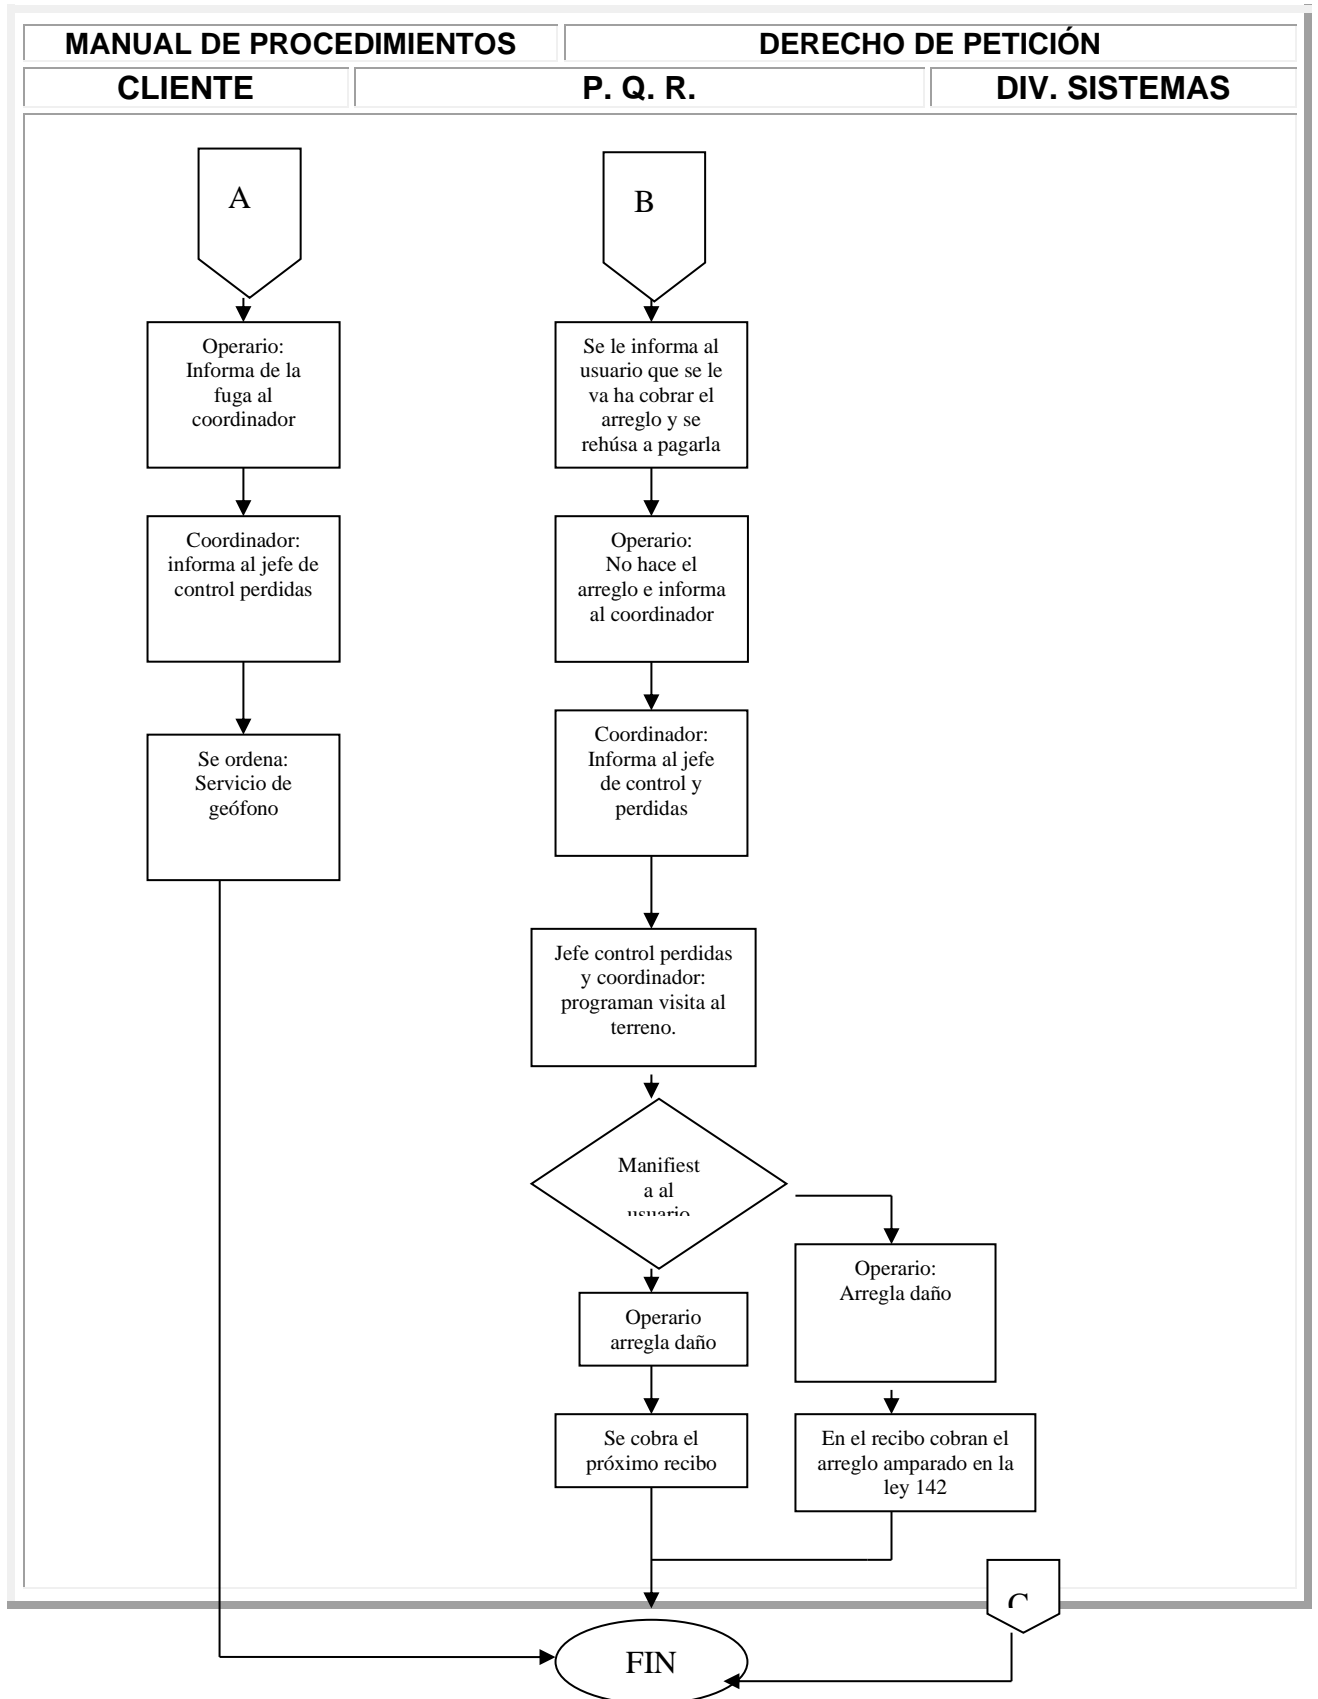 MANUAL DE PROCEDIMIENTOS
DERECHO DE PETICIÓN
CLIENTE
P. Q. R.
DIV. SISTEMAS
A
Operario:
Informa de la
fuga al
coordinador
Coordinador:
informa al jefe de
control perdidas
Se ordena:
Servicio de
geófono
B
Se le informa al
usuario que se le
va ha cobrar el
arreglo y se
rehúsa a pagarla
Operario:
No hace el
arreglo e informa
al coordinador
Coordinador:
Informa al jefe
de control y
perdidas
Jefe control perdidas
y coordinador:
programan visita al
terreno.
Manifiest
a al
usuario
Operario
arregla daño
Se cobra el
próximo recibo
Operario:
Arregla daño
En el recibo cobran el
arreglo amparado en la
ley 142
C
FIN